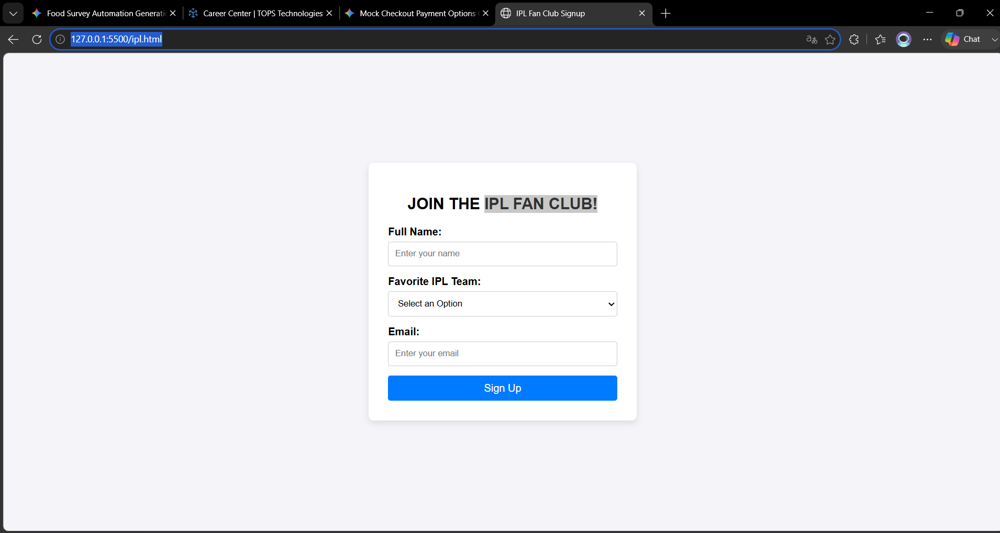 Food Survey Automation Generati
Career Center | TOPS Technologies
Mock Checkout Payment Options
IPL Fan Club Signup
127.0.0.1:5500/ipl.html
Chat
JOIN THE IPL FAN CLUB!
Full Name:
Enter your name
Favorite IPL Team:
Select an Option
Email:
Enter your email
Sign Up